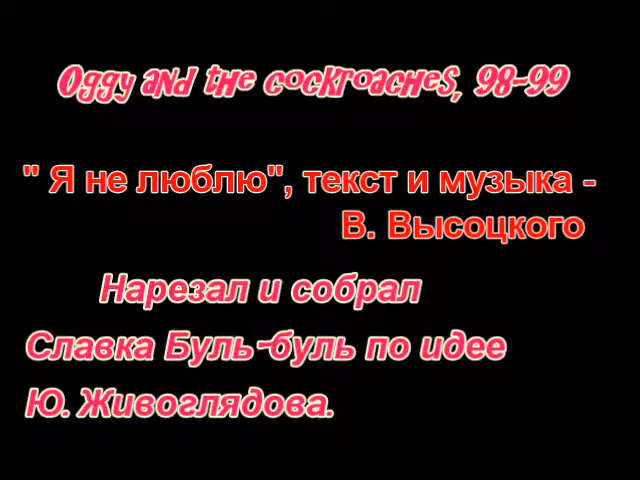 Oggy and the cockroaches, 98-99
" Я не люблю", текст и музыка -
В. Высоцкого
Нарезал и собрал
Славка Буль-буль по идее
Ю. Живоглядова.